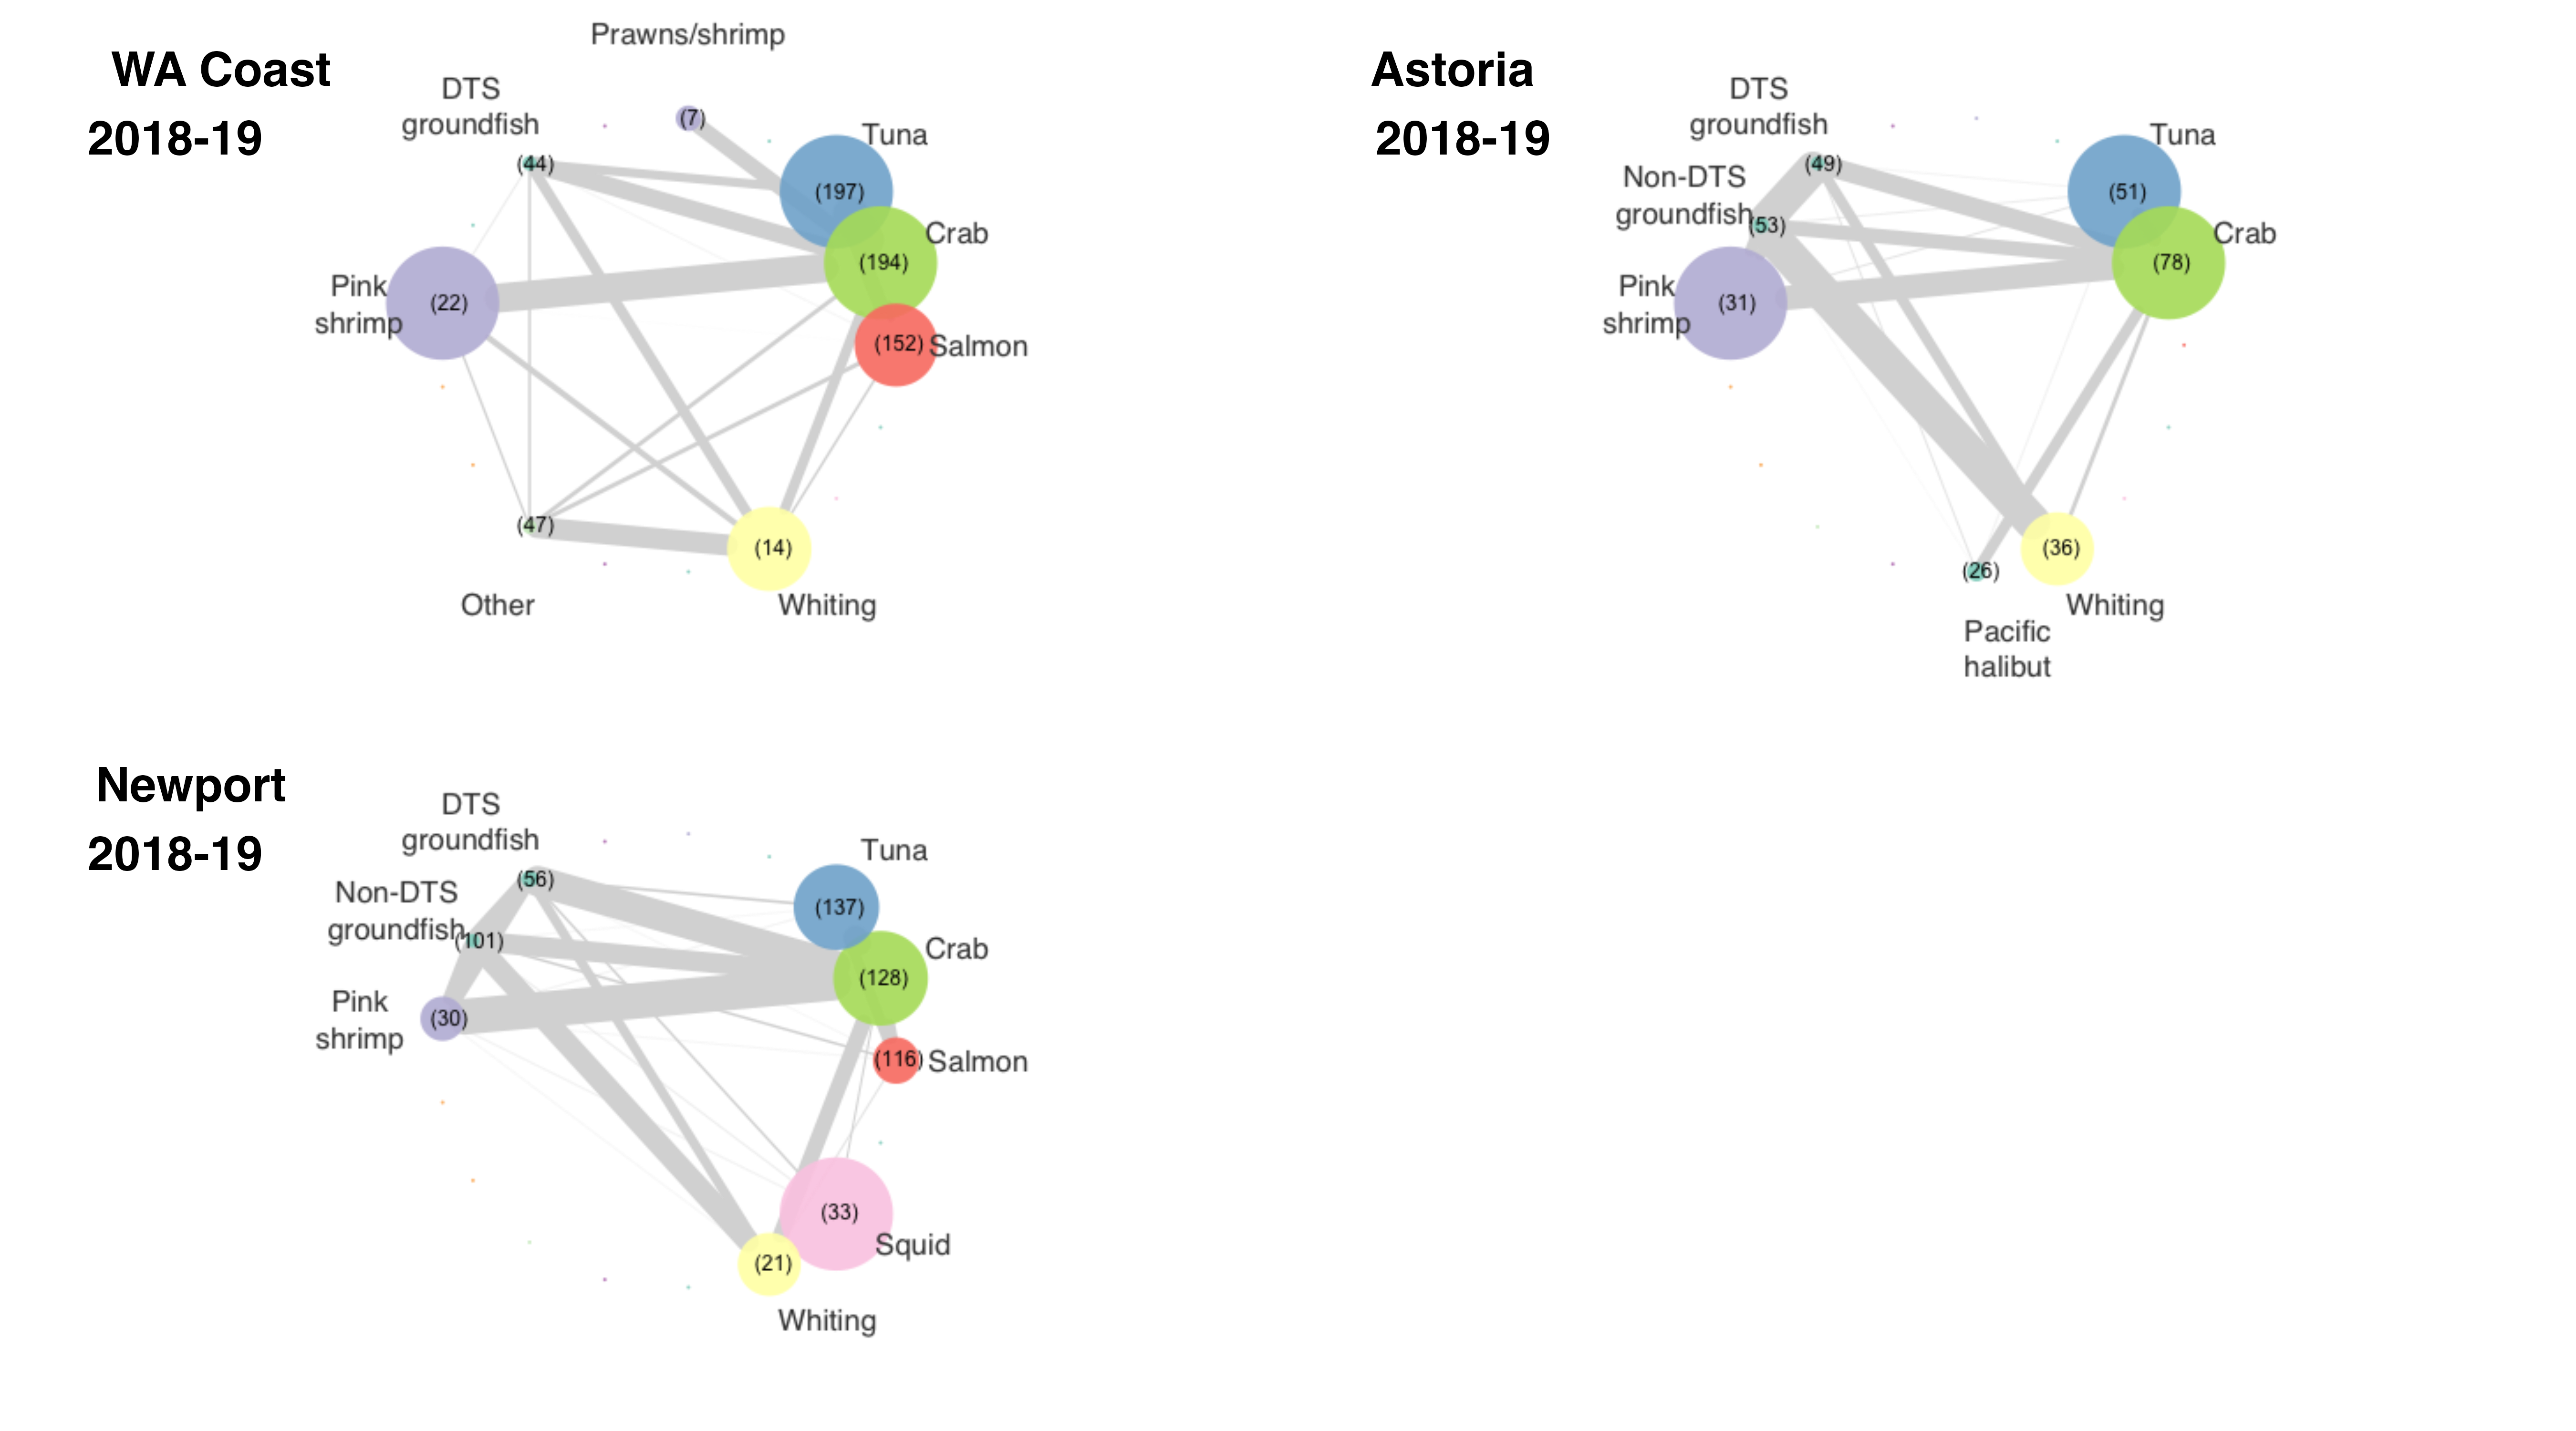 WA Coast
2018-19
Prawns/shrimp
DTS
groundfish
(7)
Tuna
(44)
(197)
Crab
(194)
Pink
shrimp
(22)
(152)
Salmon
(47)
(14)
Other
Whiting
Astoria
2018-19
DTS
groundfish
Tuna
(49)
Non-DTS
groundfish
(51)
(53)
Crab
(78)
Pink
shrimp
(31)
(36)
(26)
Whiting
Pacific
halibut
Newport
2018-19
DTS
groundfish
Tuna
(56)
Non-DTS
groundfish
(137)
(101)
Crab
(128)
Pink
shrimp
(30)
(116)
Salmon
(33)
Squid
(21)
Whiting